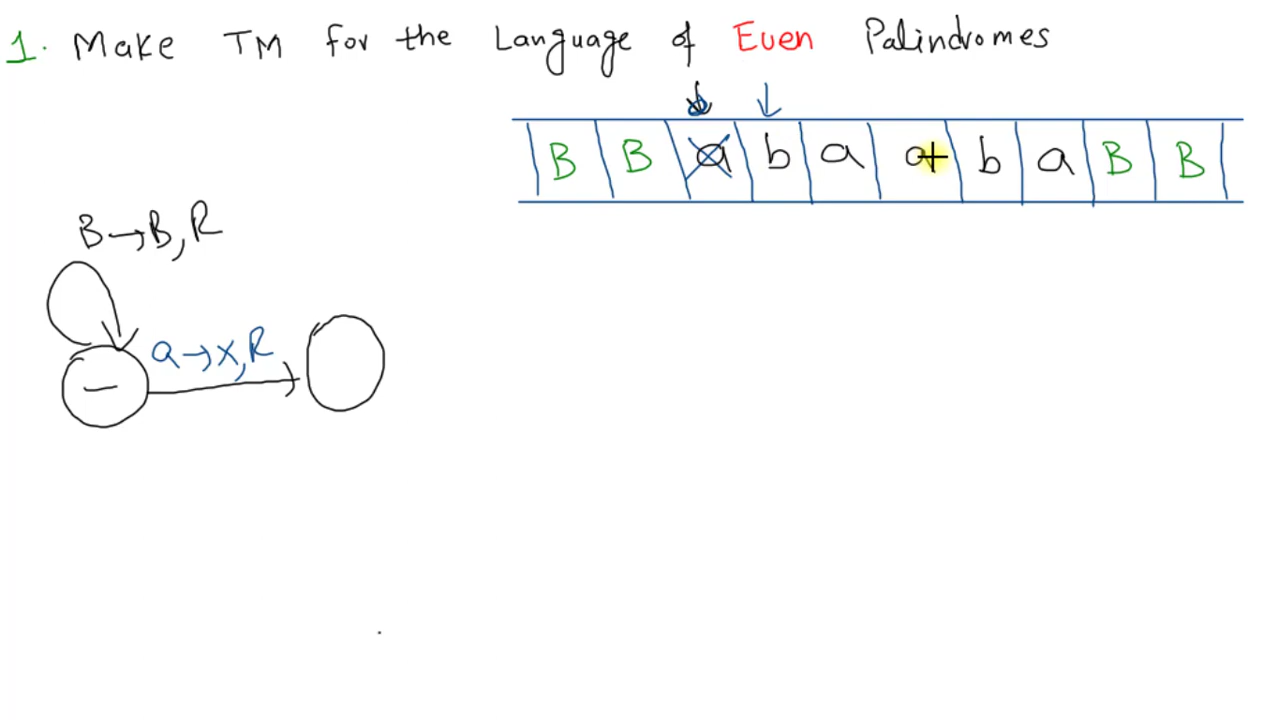 1. Make TM for the Language of Even Palindromes
B B a b a a b a B B
B→B,R
a→x,R